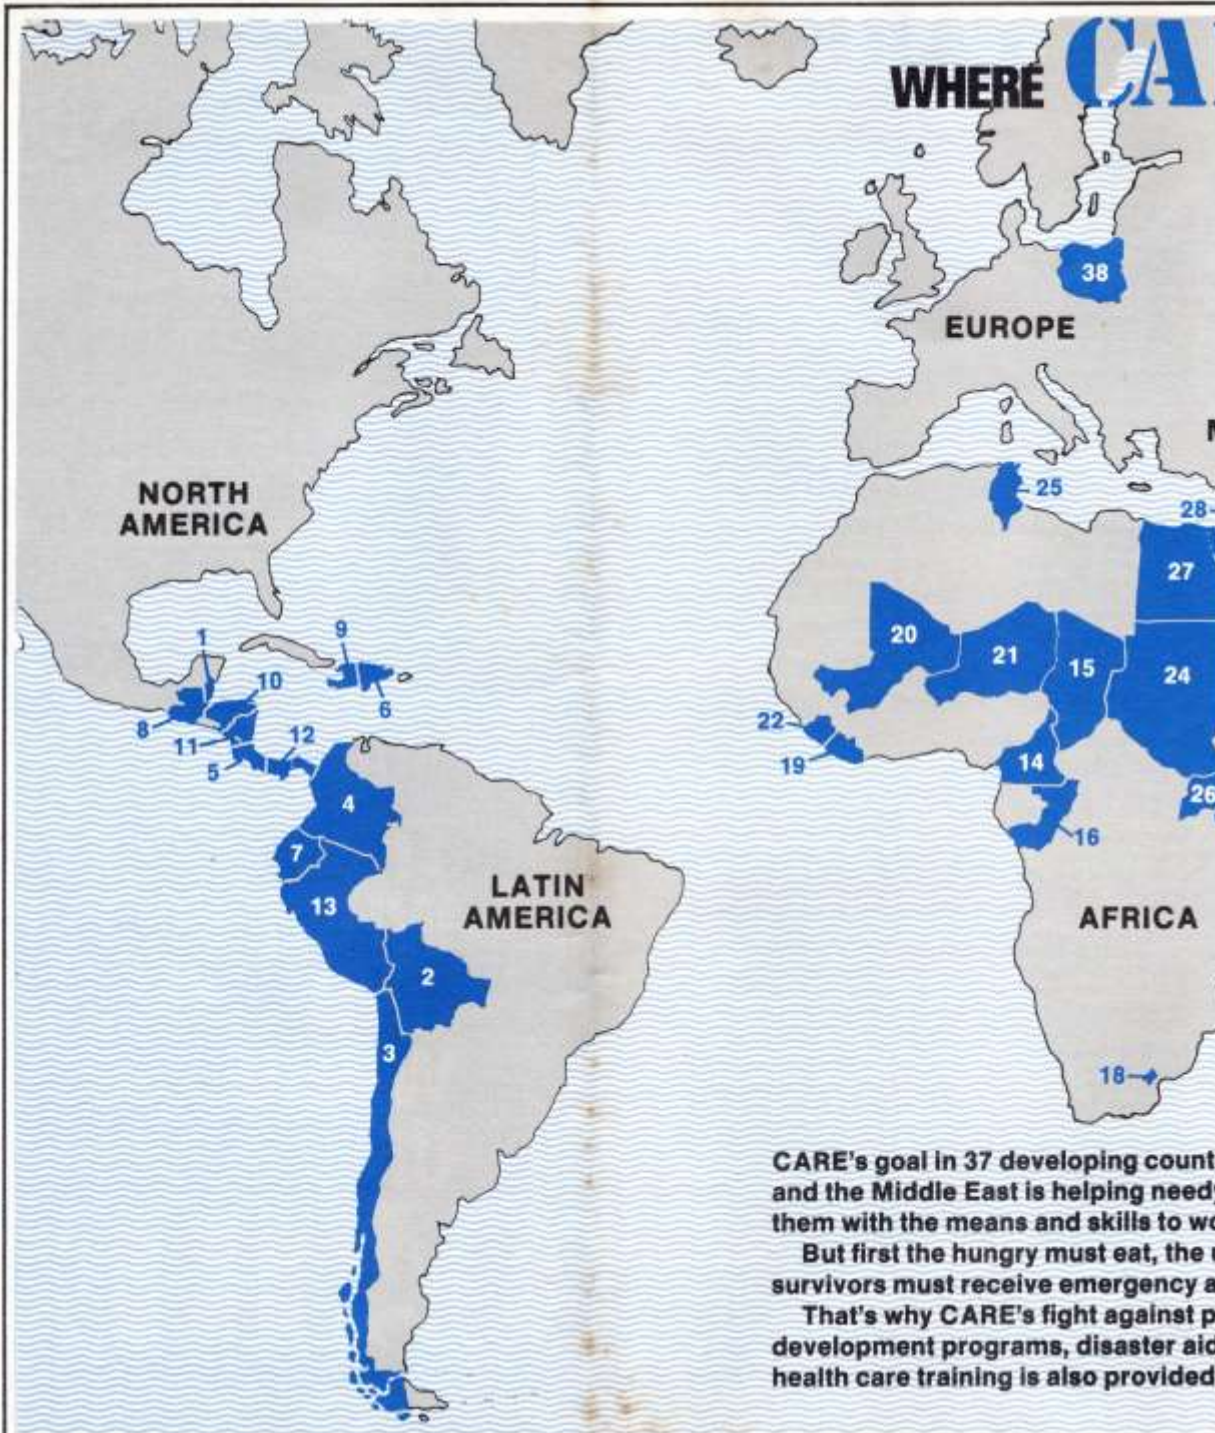 WHERE CA
38
EUROPE
NORTH
AMERICA
25
28
27
1
9
20
21
15
24
10
6
8
22
11
12
5
19
14
26
4
16
7
LATIN
AMERICA
13
AFRICA
2
3
18
CARE's goal in 37 developing count
and the Middle East is helping needy
them with the means and skills to wo
But first the hungry must eat, the u
survivors must receive emergency a
That's why CARE's fight against p
development programs, disaster aid
health care training is also provided